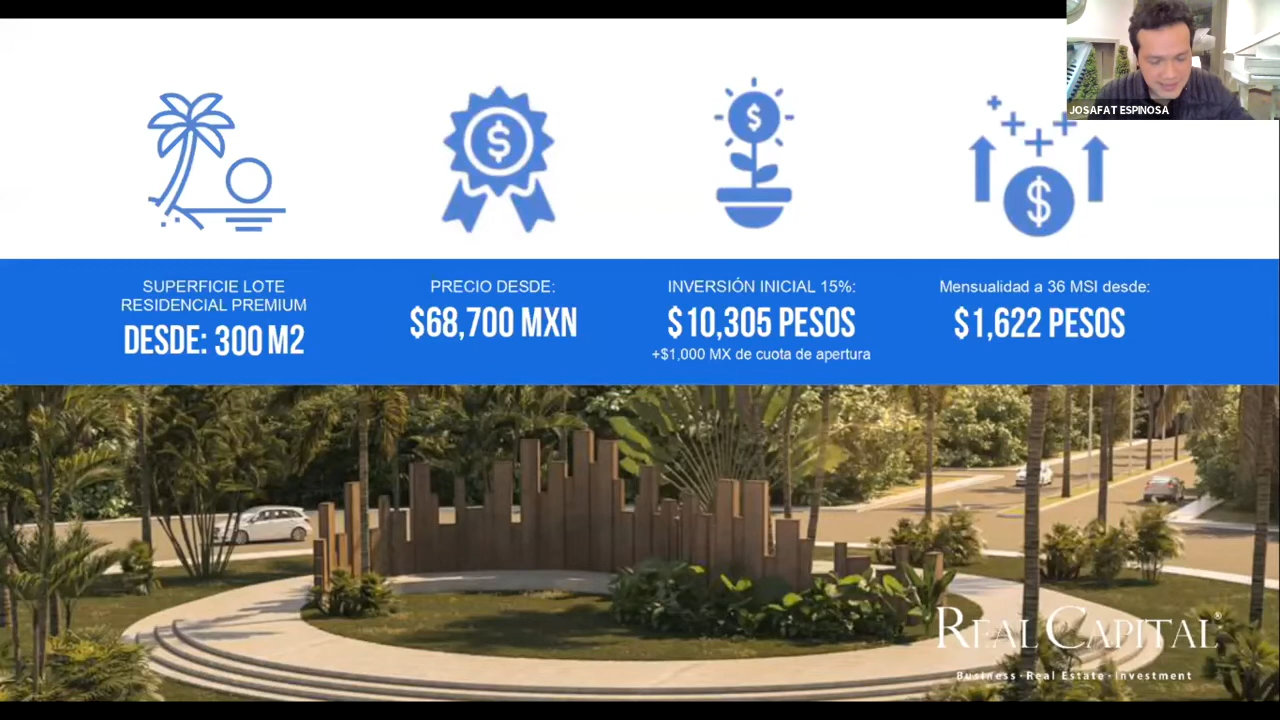 JOSAFAT ESPINOSA
SUPERFICIE LOTE
RESIDENCIAL PREMIUM
DESDE: 300 M2
PRECIO DESDE:
$68,700 MXN
INVERSIÓN INICIAL 15%:
$10,305 PESOS
+$1,000 MX de cuota de apertura
Mensualidad a 36 MSI desde:
$1,622 PESOS
REAL CAPITAL®
Business · Real Estate · Investment